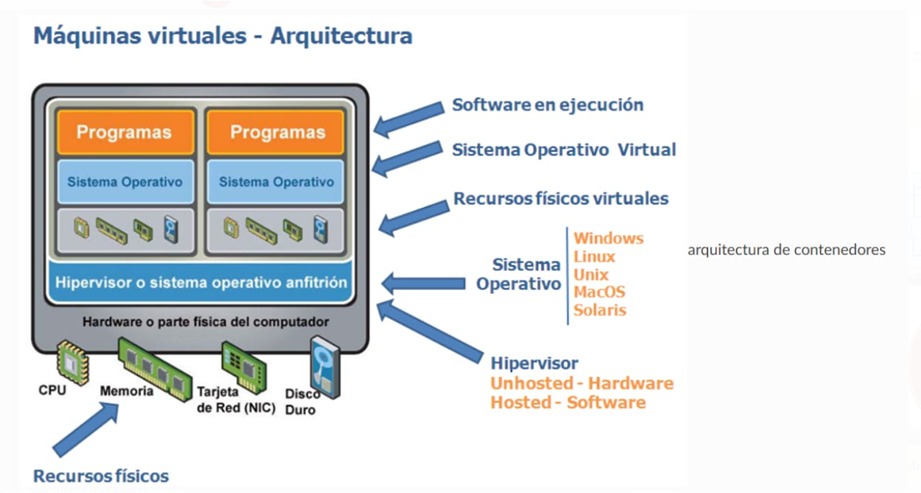 Máquinas virtuales - Arquitectura
Programas
Programas
Sistema Operativo
Sistema Operativo
Hipervisor o sistema operativo anfitrión
Hardware o parte física del computador
CPU
Memoria
Tarjeta
de Red (NIC)
Disco
Duro
Recursos físicos
Software en ejecución
Sistema Operativo Virtual
Recursos físicos virtuales
Sistema
Operativo
Windows
Linux
Unix
MacOS
Solaris
Hipervisor
Unhosted - Hardware
Hosted - Software
arquitectura de contenedores